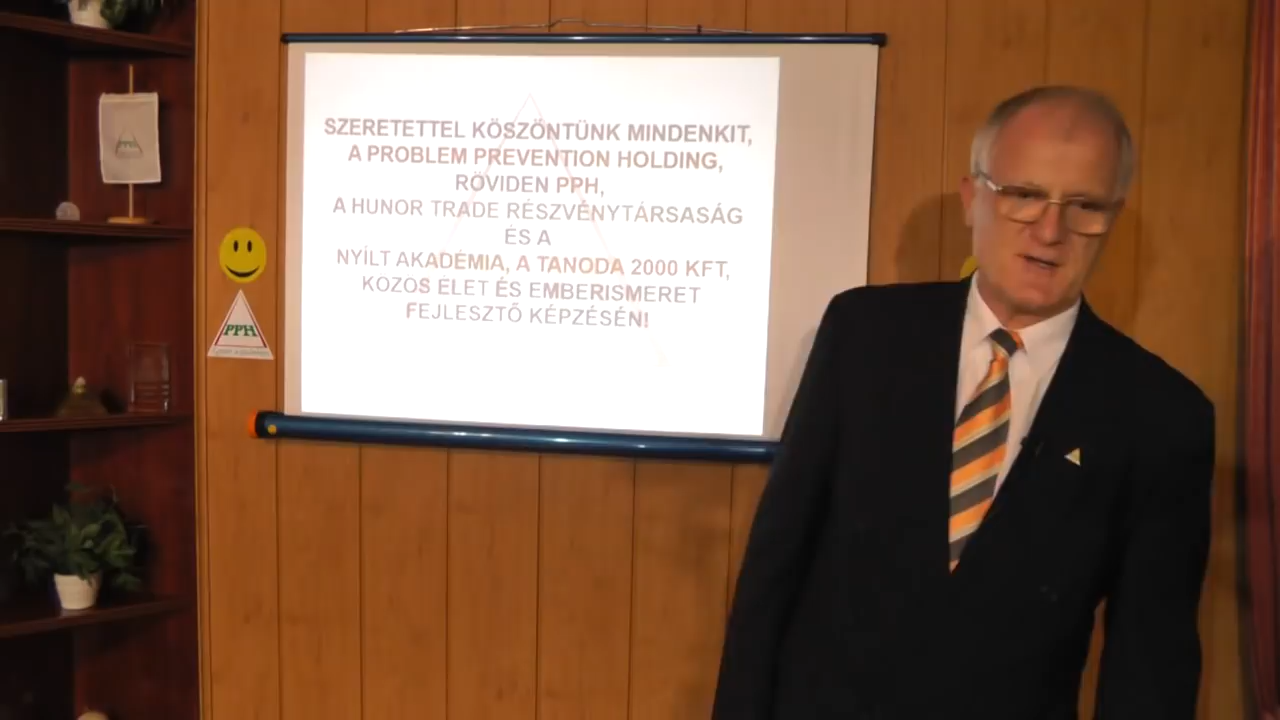 SZERETETTEL KÖSZÖNTÜNK MINDENKIT,
A PROBLEM PREVENTION HOLDING,
RÖVIDEN PPH,
A HUNOR TRADE RÉSZVÉNYTÁRSASÁG
ÉS A
NYÍLT AKADÉMIA, A TANODA 2000 KFT,
KÖZÖS ÉLET ÉS EMBERISMERET
FEJLESZTŐ KÉPZÉSÉN!
PPH
PPH